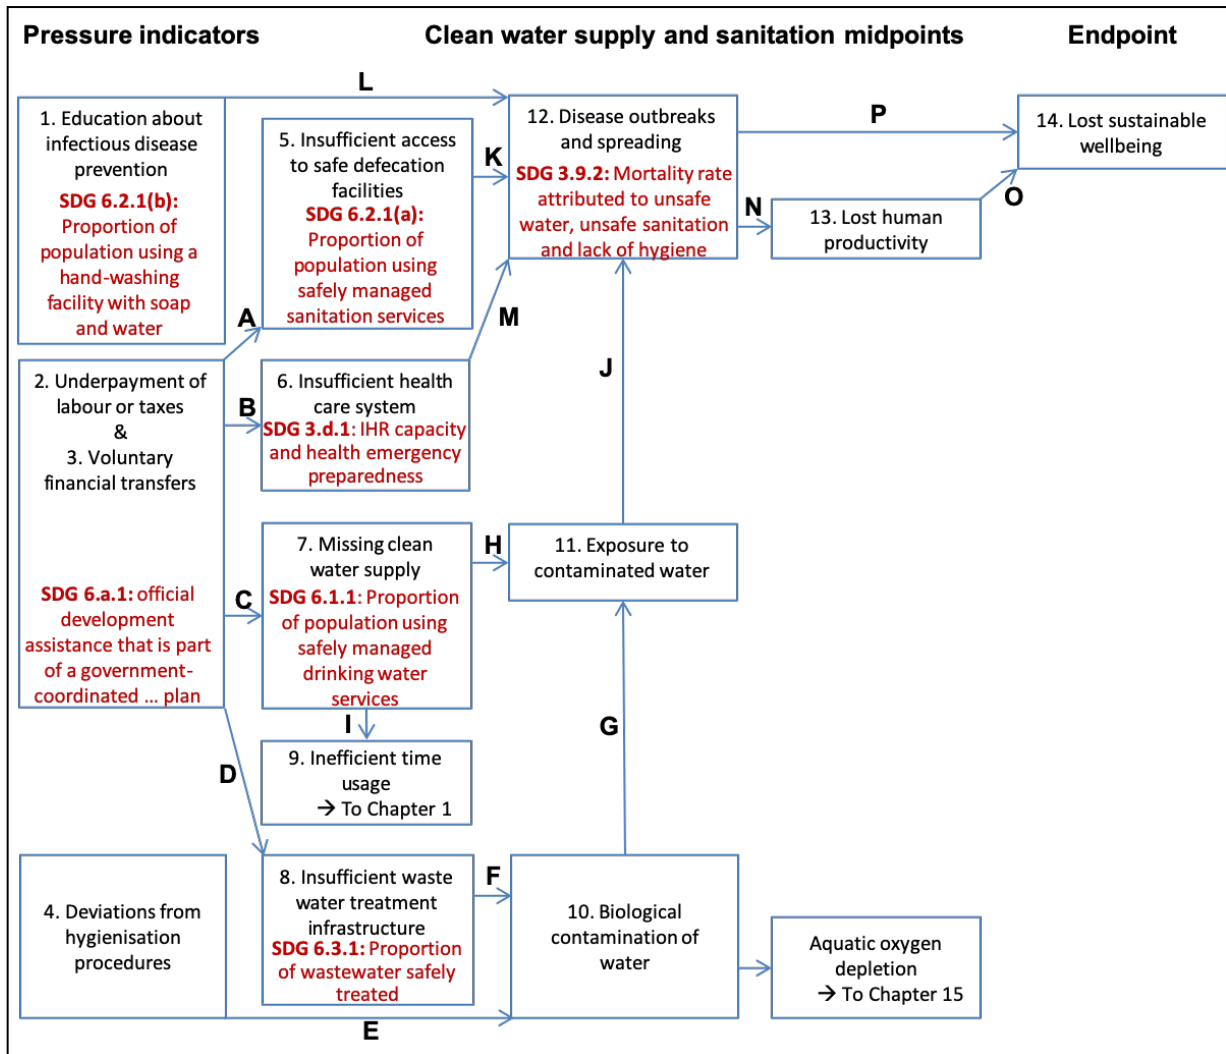 Pressure indicators
Clean water supply and sanitation midpoints
Endpoint
L
1. Education about
infectious disease
prevention
SDG 6.2.1(b):
Proportion of
population using a
hand-washing
facility with soap
and water
5. Insufficient access
to safe defecation
facilities
SDG 6.2.1(a):
Proportion of
population using
safely managed
sanitation services
K
12. Disease outbreaks
and spreading
SDG 3.9.2: Mortality rate
attributed to unsafe
water, unsafe sanitation
and lack of hygiene
P
14. Lost sustainable
wellbeing
N
13. Lost human
productivity
O
A
M
2. Underpayment of
labour or taxes
&
3. Voluntary
financial transfers
SDG 6.a.1: official
development
assistance that is part
of a government-
coordinated ... plan
B
6. Insufficient health
care system
SDG 3.d.1: IHR capacity
and health emergency
preparedness
J
C
7. Missing clean
water supply
SDG 6.1.1: Proportion
of population using
safely managed
drinking water
services
H
11. Exposure to
contaminated water
I
G
D
9. Inefficient time
usage
→ To Chapter 1
4. Deviations from
hygienisation
procedures
8. Insufficient waste
water treatment
infrastructure
SDG 6.3.1: Proportion
of wastewater safely
treated
F
10. Biological
contamination of
water
Aquatic oxygen
depletion
→ To Chapter 15
E